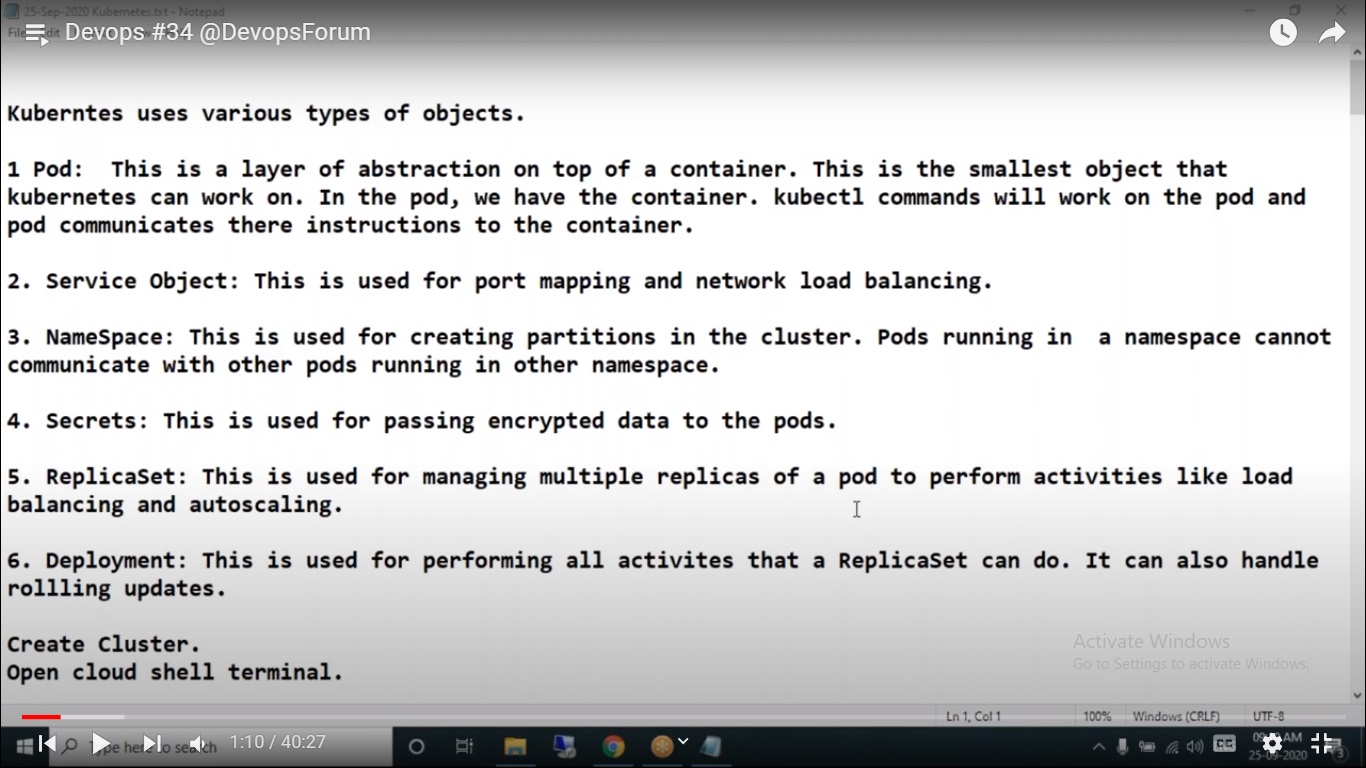 25-Sep-2020 Kubernetes.txt - Notepad
Devops #34 @DevopsForum
Kuberntes uses various types of objects.
1 Pod:  This is a layer of abstraction on top of a container. This is the smallest object that
kubernetes can work on. In the pod, we have the container. kubectl commands will work on the pod and
pod communicates there instructions to the container.
2. Service Object: This is used for port mapping and network load balancing.
3. NameSpace: This is used for creating partitions in the cluster. Pods running in  a namespace cannot
communicate with other pods running in other namespace.
4. Secrets: This is used for passing encrypted data to the pods.
5. ReplicaSet: This is used for managing multiple replicas of a pod to perform activities like load
balancing and autoscaling.
6. Deployment: This is used for performing all activites that a ReplicaSet can do. It can also handle
rollling updates.
Create Cluster.
Open cloud shell terminal.
Activate Windows
Go to Settings to activate Windows.
Ln 1, Col 1 100% Windows (CRLF) UTF-8
Type here to search
1:10 / 40:27
CC
AM
25-09-2020
3